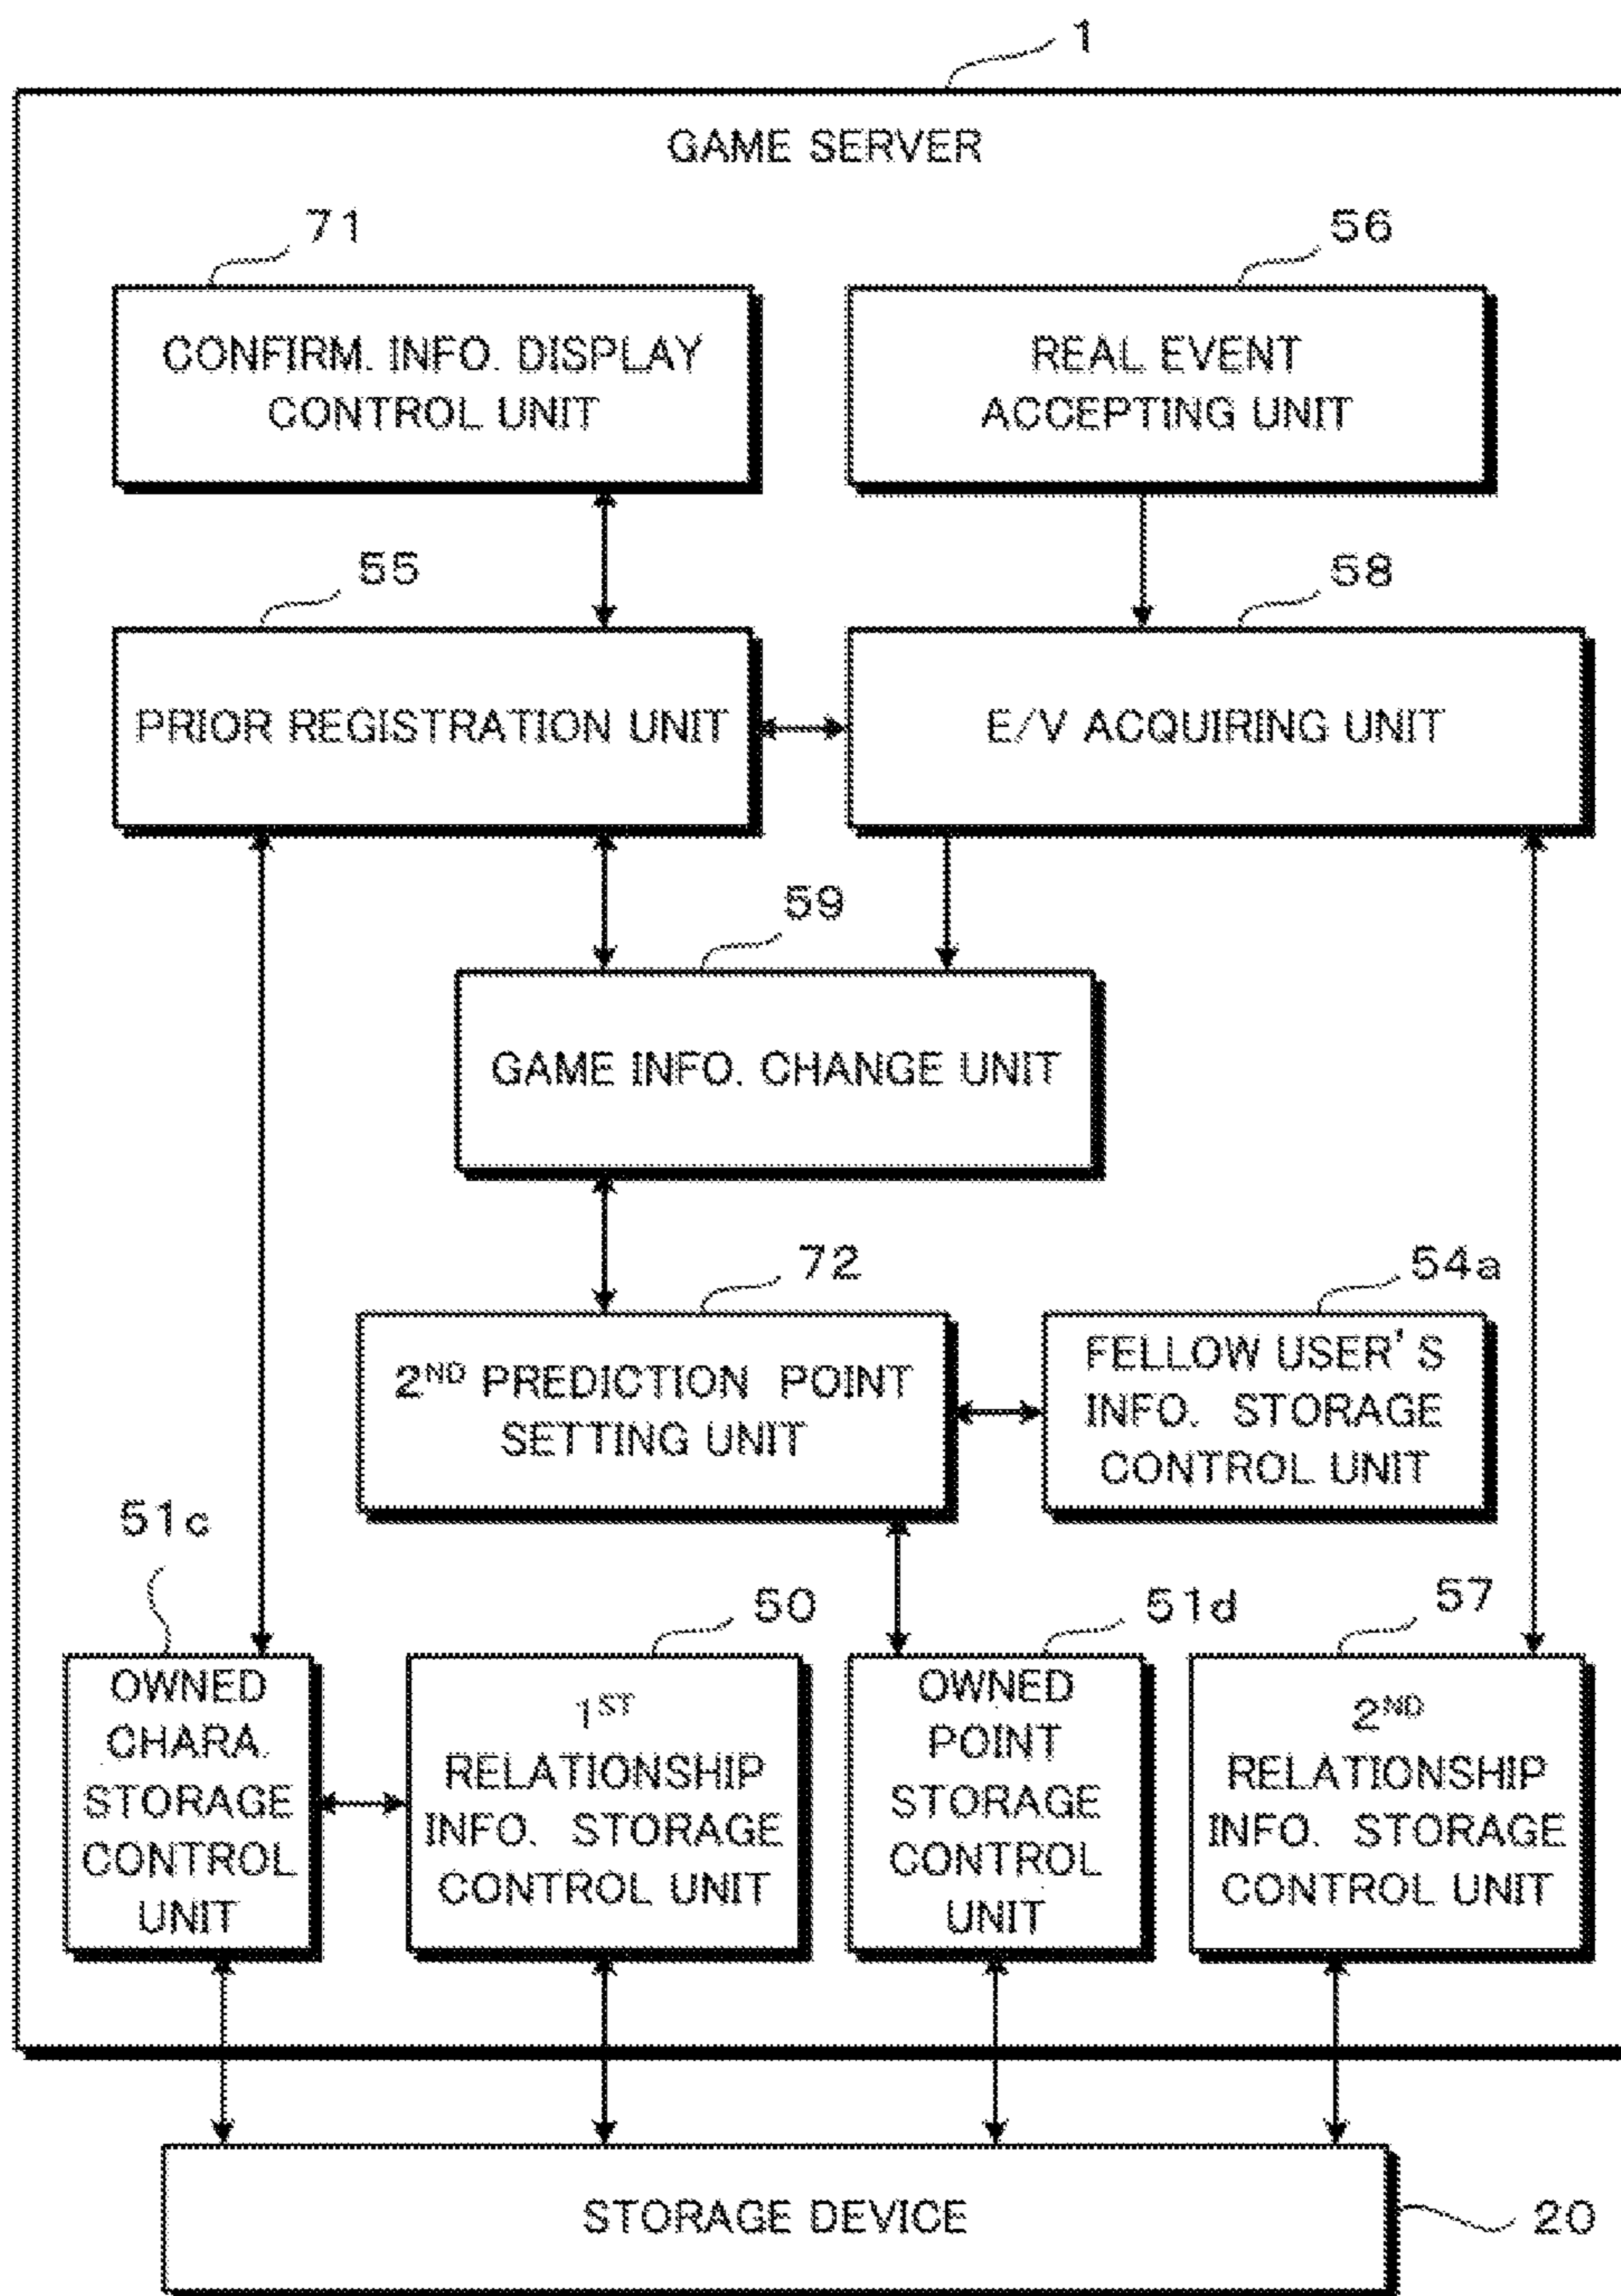 1
GAME SERVER
71
56
CONFIRM. INFO. DISPLAY
CONTROL UNIT
REAL EVENT
ACCEPTING UNIT
55
58
PRIOR REGISTRATION UNIT
E/V ACQUIRING UNIT
59
GAME INFO. CHANGE UNIT
72
54a
2ND PREDICTION POINT
SETTING UNIT
FELLOW USER'S
INFO. STORAGE
CONTROL UNIT
51c
50
51d
57
OWNED
CHARA.
STORAGE
CONTROL
UNIT
1ST
RELATIONSHIP
INFO. STORAGE
CONTROL UNIT
OWNED
POINT
STORAGE
CONTROL
UNIT
2ND
RELATIONSHIP
INFO. STORAGE
CONTROL UNIT
STORAGE DEVICE
20